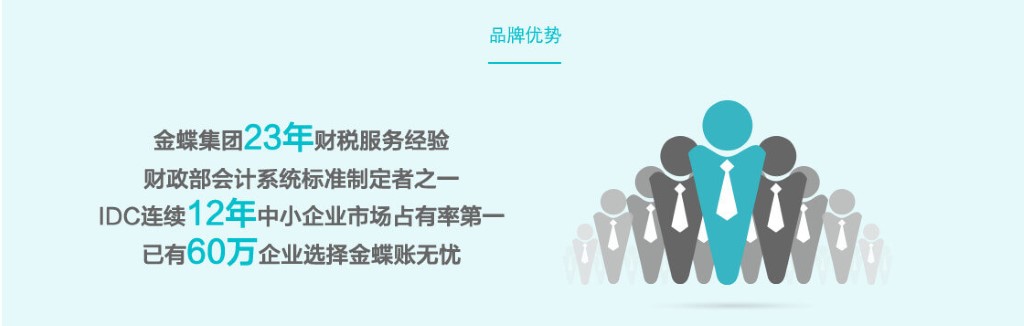 品牌优势
金蝶集团23年财税服务经验
财政部会计系统标准制定者之一
IDC连续12年中小企业市场占有率第一
已有60万企业选择金蝶账无忧